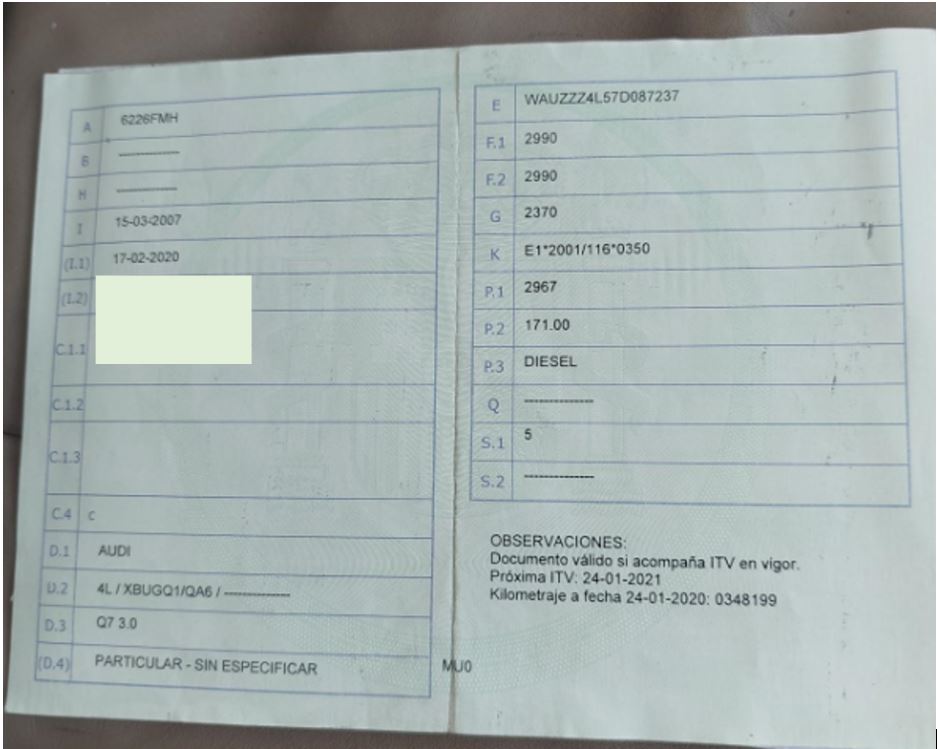 A 6226FMH
B --------------
H --------------
I 15-03-2007
(I.1) 17-02-2020
(I.2)
C.1.1
C.1.2
C.1.3
C.4 c
D.1 AUDI
D.2 4L / XBUGQ1/QA6 / --------------
D.3 Q7 3.0
(D.4) PARTICULAR - SIN ESPECIFICAR
MU0
E WAUZZZ4L57D087237
F.1 2990
F.2 2990
G 2370
K E1*2001/116*0350
P.1 2967
P.2 171.00
P.3 DIESEL
Q --------------
S.1 5
S.2 --------------
OBSERVACIONES:
Documento válido si acompaña ITV en vigor.
Próxima ITV: 24-01-2021
Kilometraje a fecha 24-01-2020: 0348199